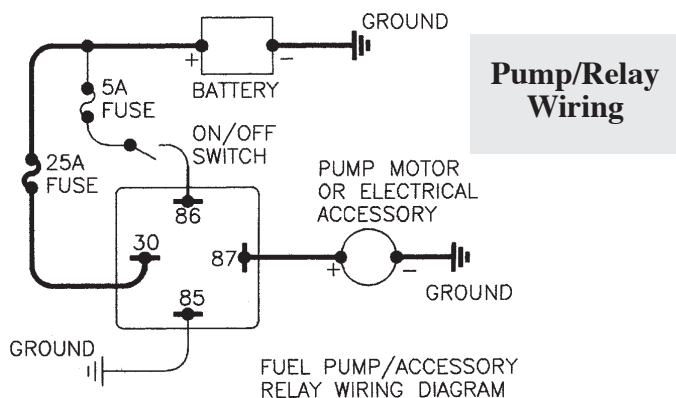 GROUND
Pump/Relay
Wiring
+
−
BATTERY
5A
FUSE
ON/OFF
SWITCH
25A
FUSE
PUMP MOTOR
OR ELECTRICAL
ACCESSORY
86
30
87
+
−
GROUND
85
GROUND
FUEL PUMP/ACCESSORY
RELAY WIRING DIAGRAM